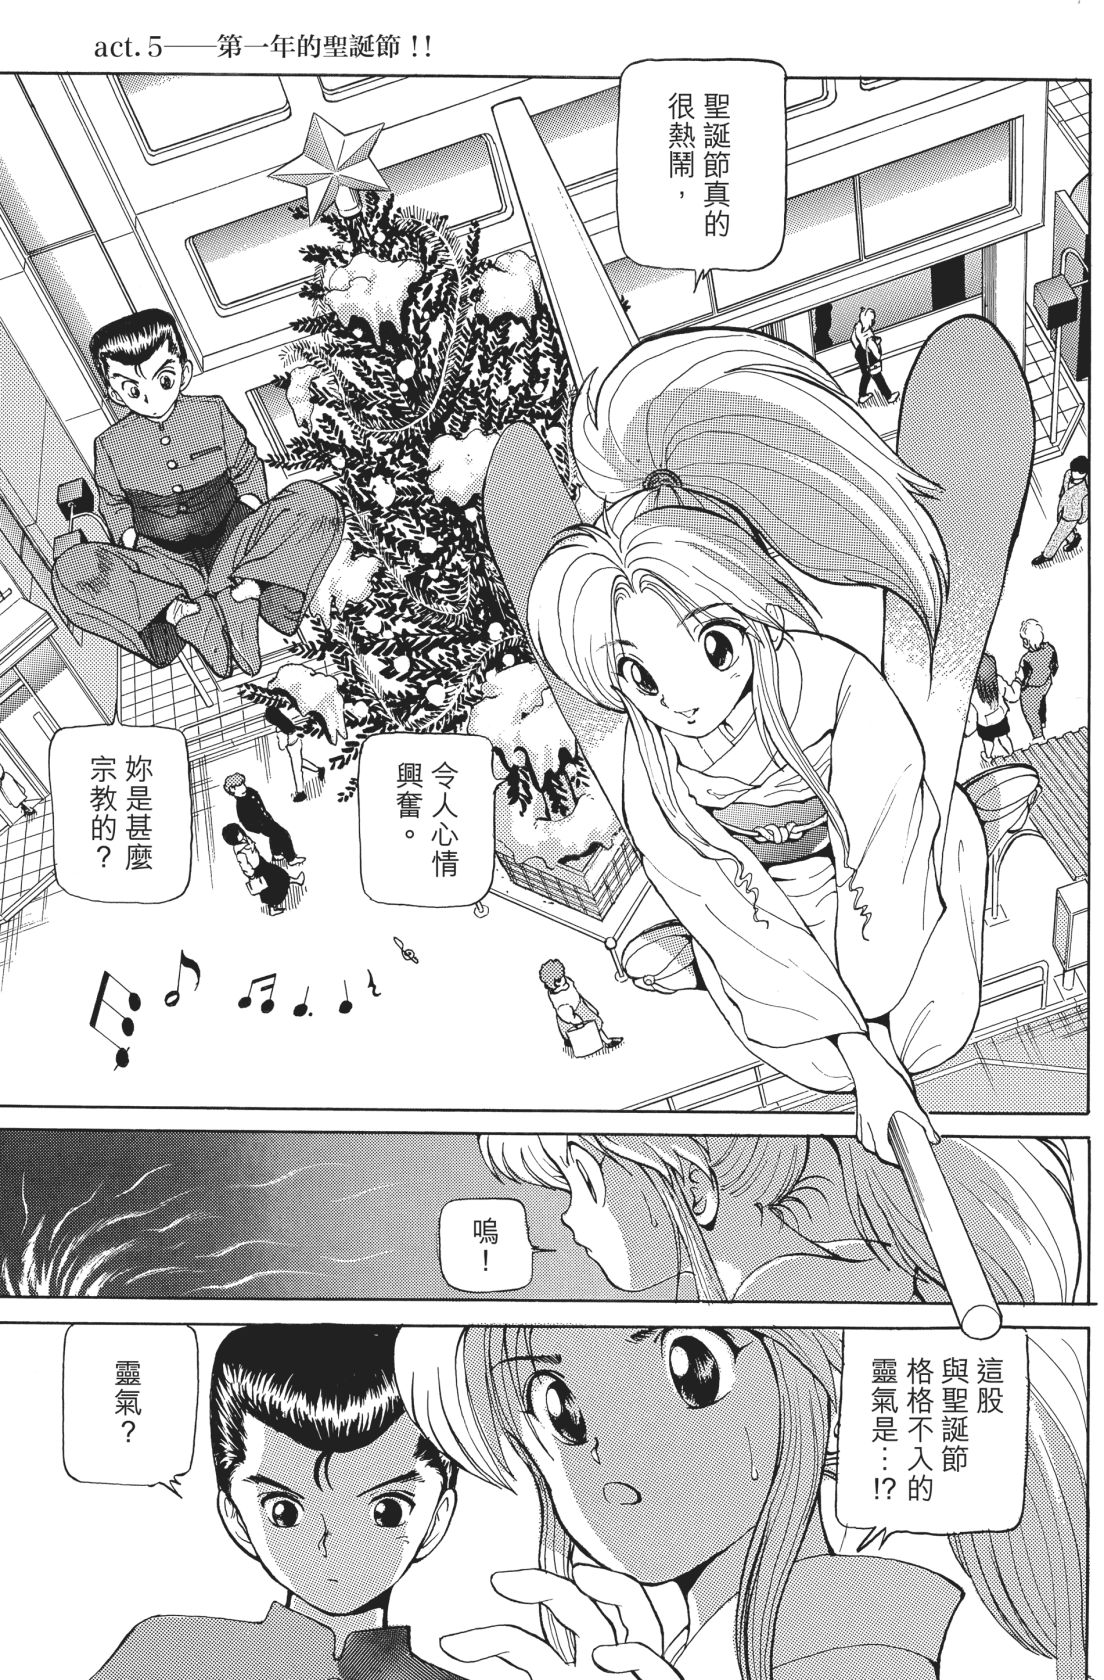 act. 5——第一年的聖誕節!!
聖誕節真的
很熱鬧，
令人心情
興奮。
妳是甚麼
宗教的？
嗚！
這股
與聖誕節
格格不入的
靈氣是…!?
靈氣？